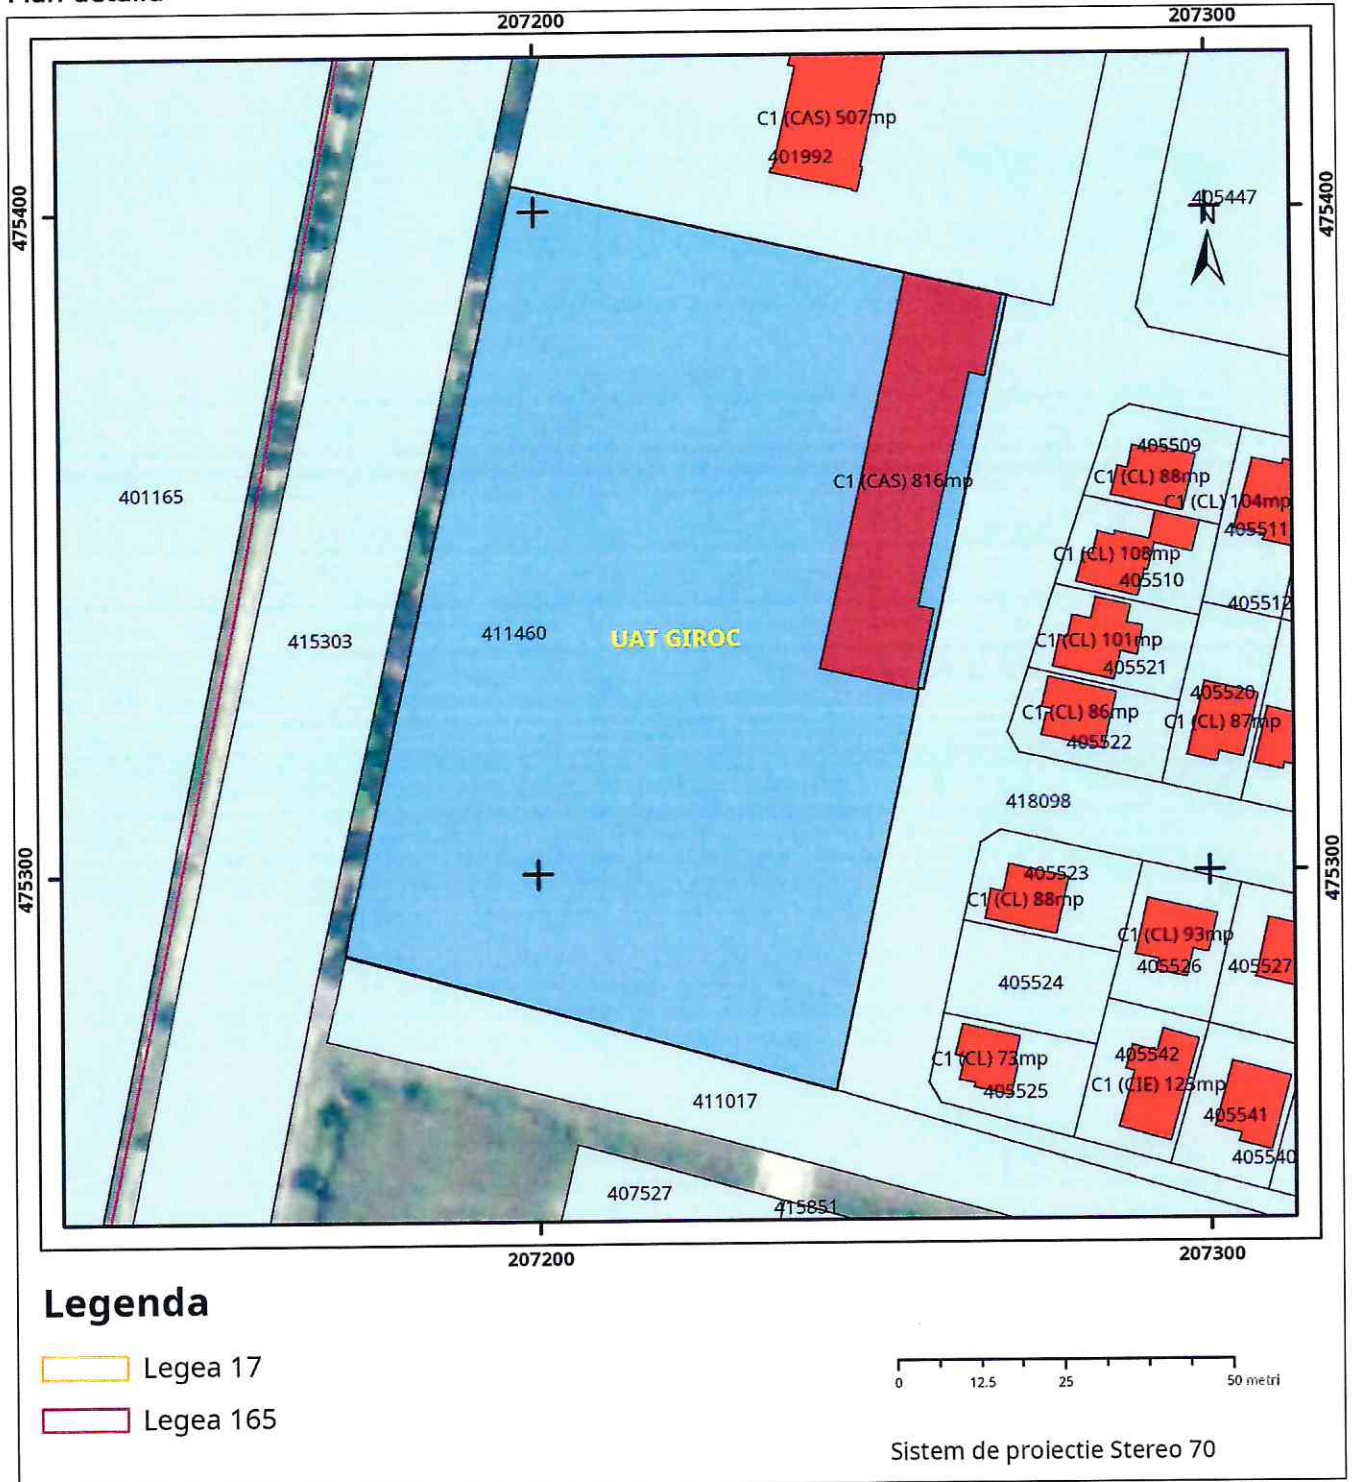 207200
207300
C1 (CAS) 507mp
401992
405447
475400
475400
N
405509
C1 (CL) 88mp
C1 (CAS) 816mp
401165
C1 (CL) 104mp
405511
C1 (CL) 108mp
405510
405512
415303
411460
UAT GIROC
C1 (CL) 101mp
405521
405520
C1 (CL) 86mp
C1 (CL) 87mp
405522
418098
475300
475300
405523
C1 (CL) 88mp
C1 (CL) 93mp
405526
405527
405524
C1 (CL) 73mp
405525
405542
C1 (CIE) 125mp
411017
405541
405540
407527
415851
207200
207300
Legenda
Legea 17
Legea 165
0 12.5 25 50 metri
Sistem de proiectie Stereo 70